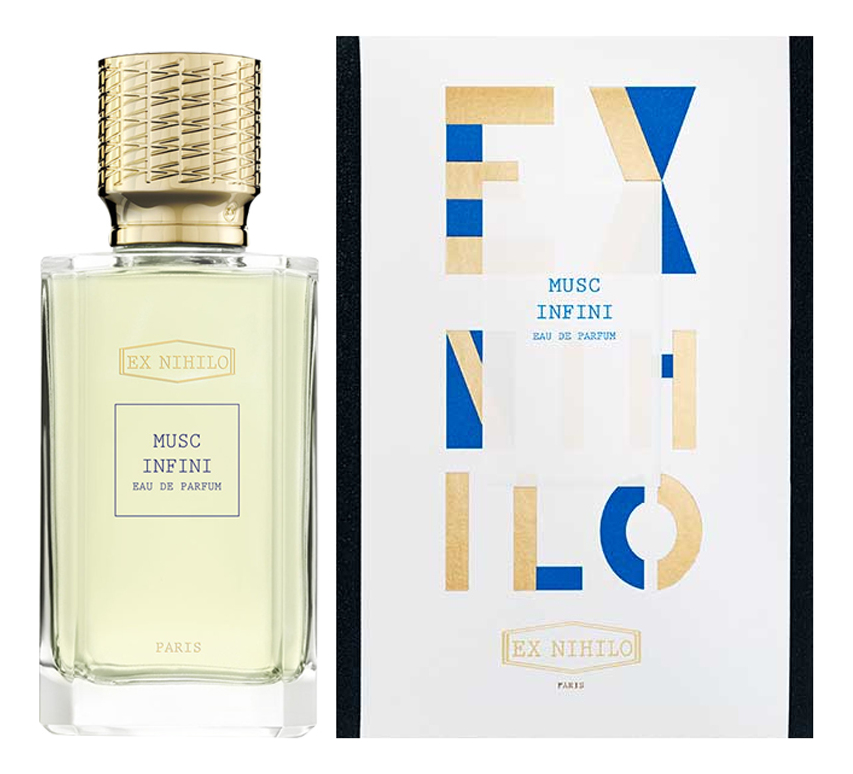 EX NIHILO
MUSC
INFINI
EAU DE PARFUM
PARIS
EX
MUSC
INFINI
EAU DE PARFUM
NIH
ILO
EX NIHILO
PARIS